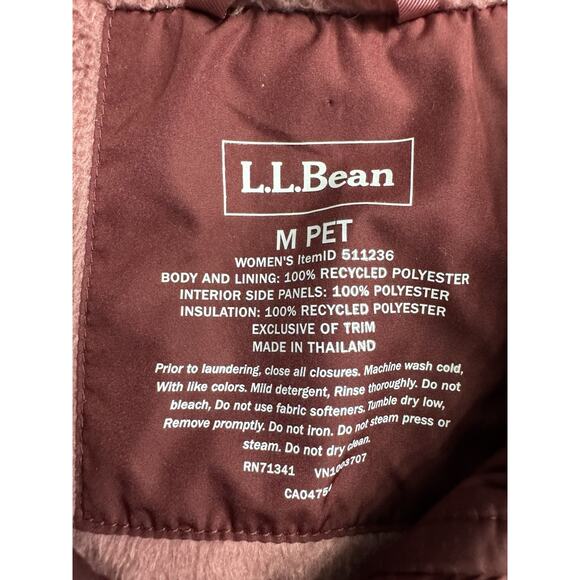 L.L.Bean
M PET
WOMEN'S ItemID 511236
BODY AND LINING: 100% RECYCLED POLYESTER
INTERIOR SIDE PANELS: 100% POLYESTER
INSULATION: 100% RECYCLED POLYESTER
EXCLUSIVE OF TRIM
MADE IN THAILAND
Prior to laundering, close all closures. Machine wash cold,
With like colors. Mild detergent, Rinse thoroughly. Do not
bleach, Do not use fabric softeners. Tumble dry low,
Remove promptly. Do not iron. Do not steam press or
steam. Do not dry clean.
RN71341 VN1003707